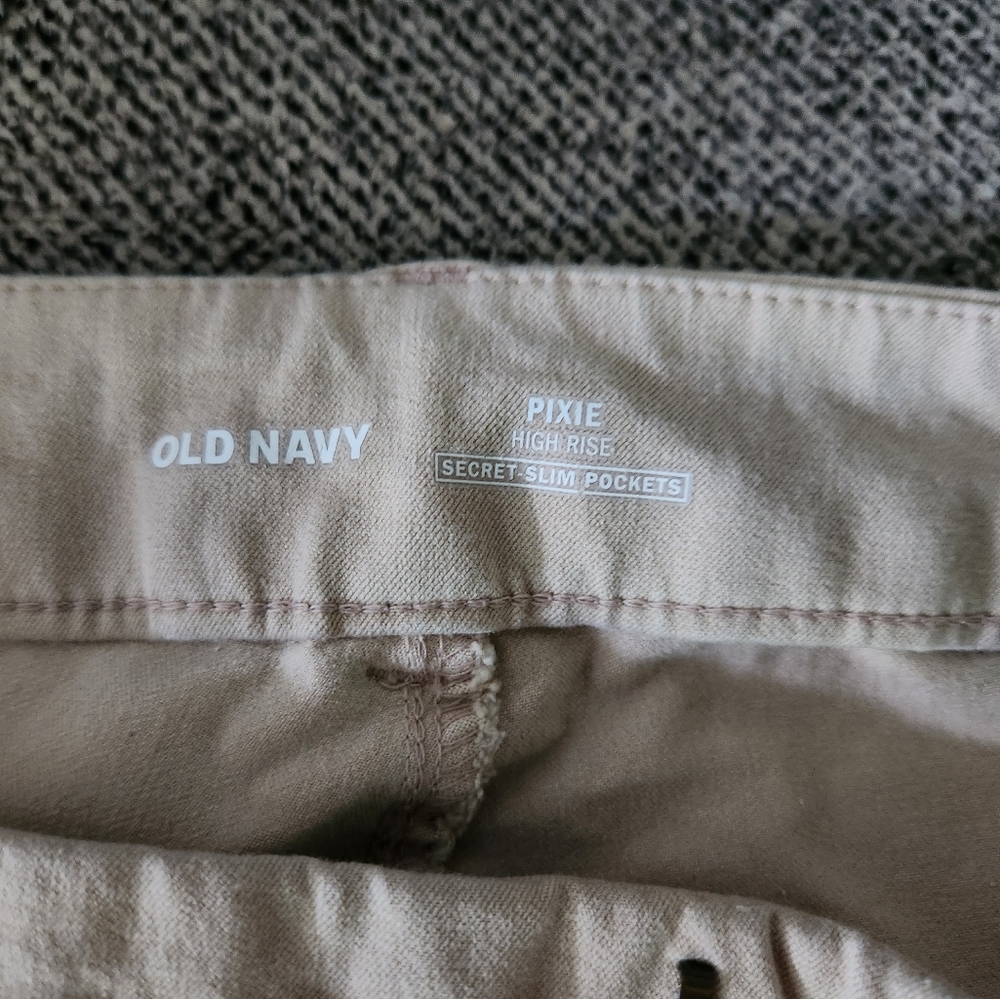 OLD NAVY
PIXIE
HIGH RISE
SECRET-SLIM POCKETS